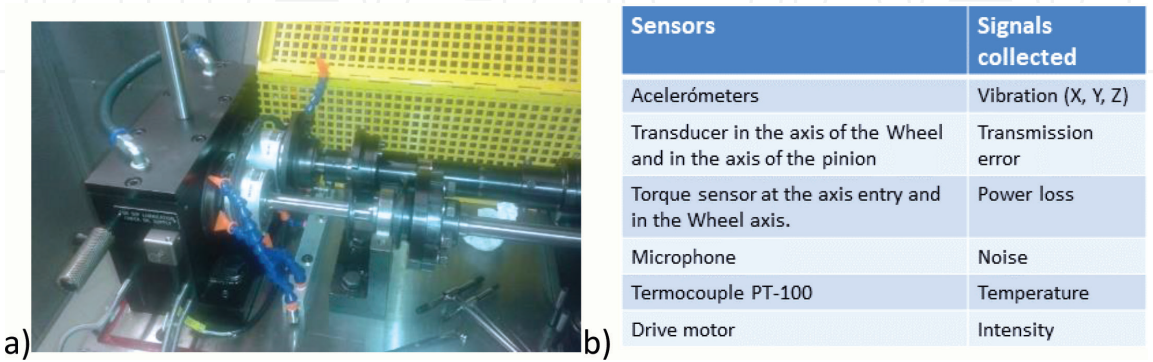 a)
b)
Sensors
Signals
collected
Acelerómeters
Vibration (X, Y, Z)
Transducer in the axis of the Wheel
and in the axis of the pinion
Transmission
error
Torque sensor at the axis entry and
in the Wheel axis.
Power loss
Microphone
Noise
Termocouple PT-100
Temperature
Drive motor
Intensity